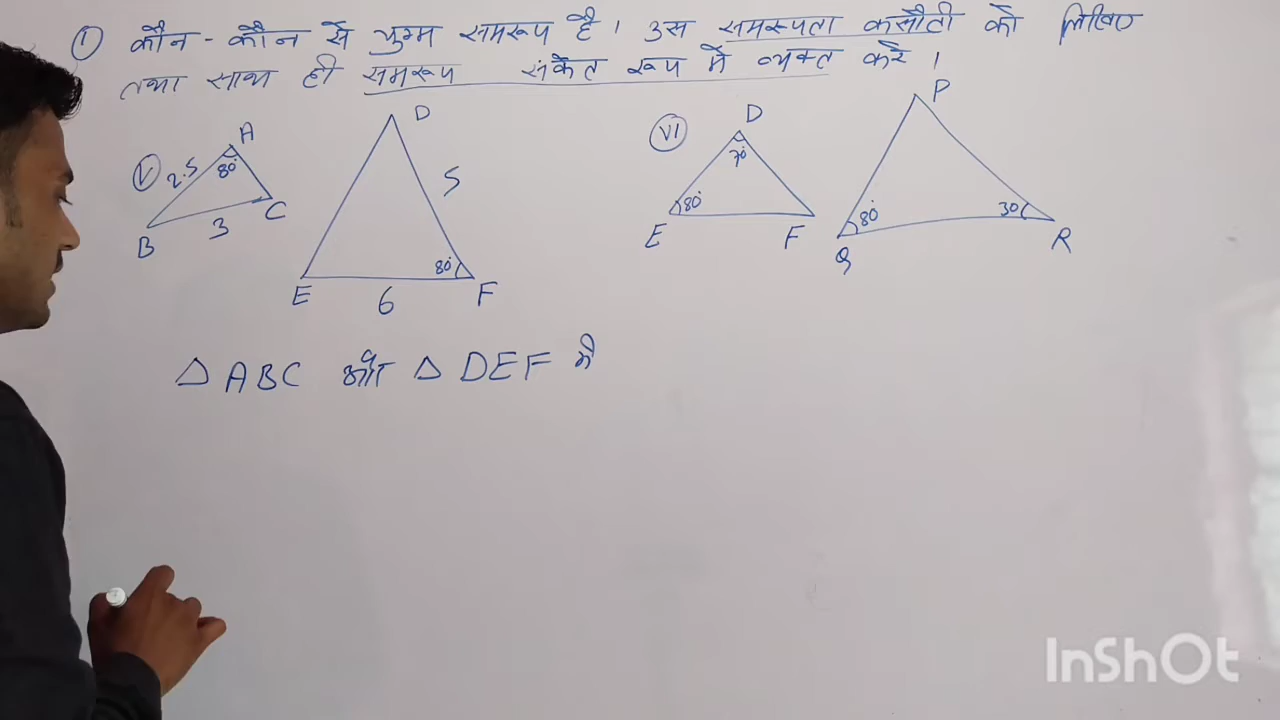 ① कौन-कौन से युग्म समरूप है। उस समरूपता कसौटी को लिखिए
तथा साथ ही समरूप संकेत रूप में व्यक्त करे।
V
A
80°
2.5
B
3
C
D
5
80°
E
6
F
VI
D
70°
80°
E
F
P
80°
30
Q
R
△ ABC और △ DEF में
InShOt